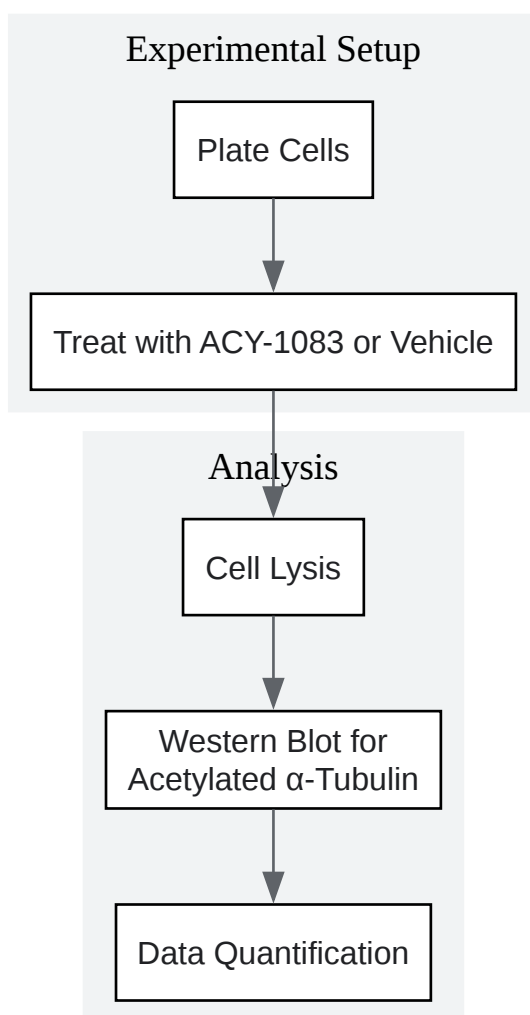 Experimental Setup
Plate Cells
Treat with ACY-1083 or Vehicle
Analysis
Cell Lysis
Western Blot for
Acetylated α-Tubulin
Data Quantification